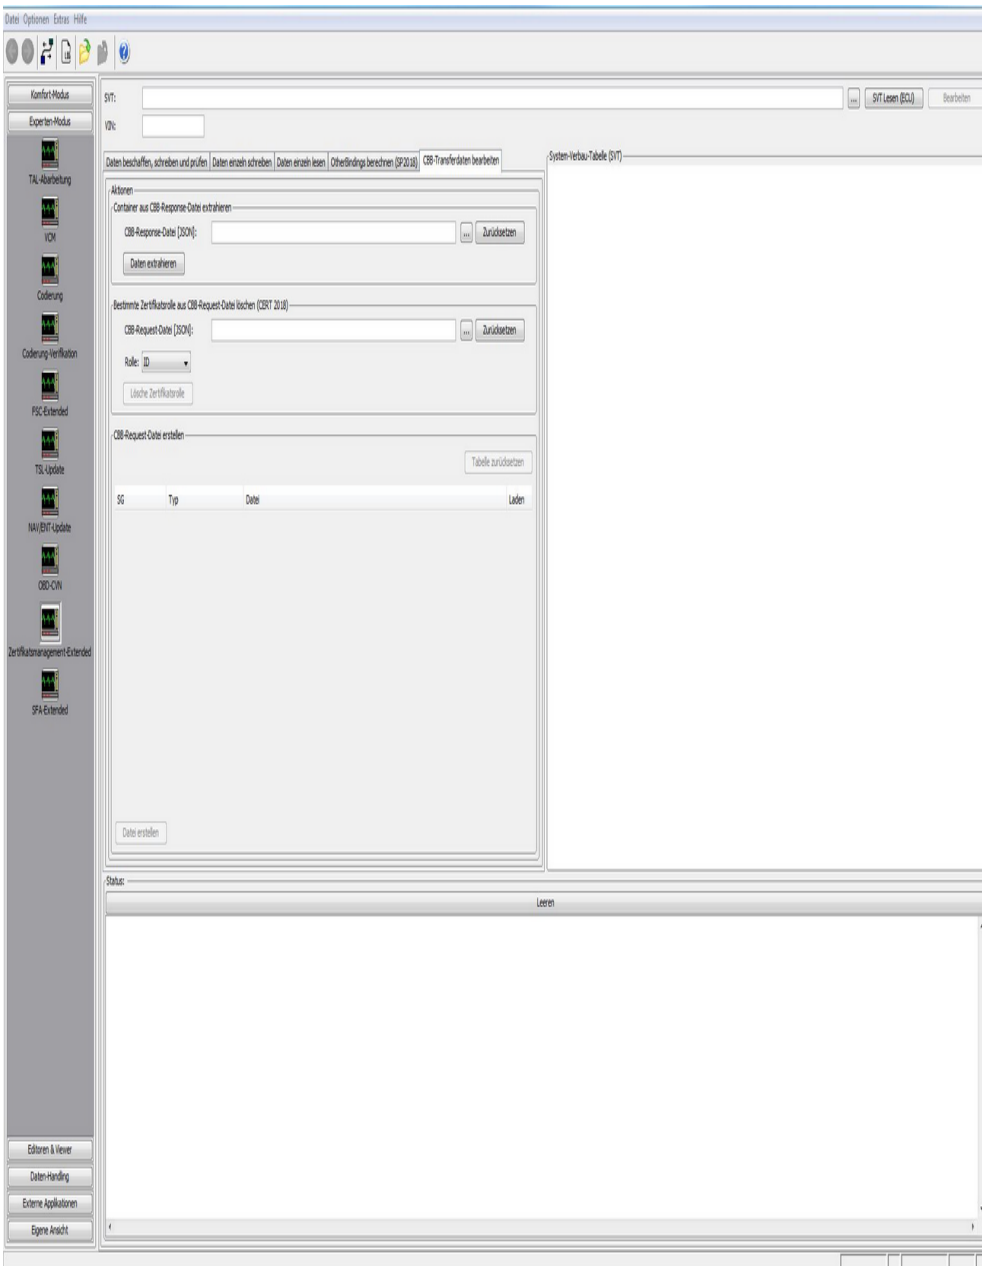 Datei Optionen Extras Hilfe
Komfort-Modus
Experten-Modus
TAL-Abarbeitung
VCM
Codierung
Codierung-Verifikation
FSC-Extended
TSL-Update
NAV/ENT-Update
OBD-CVN
Zertifikatsmanagement-Extended
SFA-Extended
Editoren & Viewer
Daten-Handling
Externe Applikationen
Eigene Ansicht
SVT: ... SVT Lesen (ECU) Bearbeiten
VIN:
Daten beschaffen, schreiben und prüfen Daten einzeln schreiben Daten einzeln lesen OtherBindings berechnen (SP2018) CBB-Transferdaten bearbeiten
Aktionen
Container aus CBB-Response-Datei extrahieren
CBB-Response-Datei [JSON]: ... Zurücksetzen
Daten extrahieren
Bestimmte Zertifikatsrolle aus CBB-Request-Datei löschen (CERT 2018)
CBB-Request-Datei [JSON]: ... Zurücksetzen
Rolle: ID
Lösche Zertifikatsrolle
CBB-Request-Datei erstellen
Tabelle zurücksetzen
SG Typ Datei Laden
Datei erstellen
System-Verbau-Tabelle (SVT)
Status:
Leeren